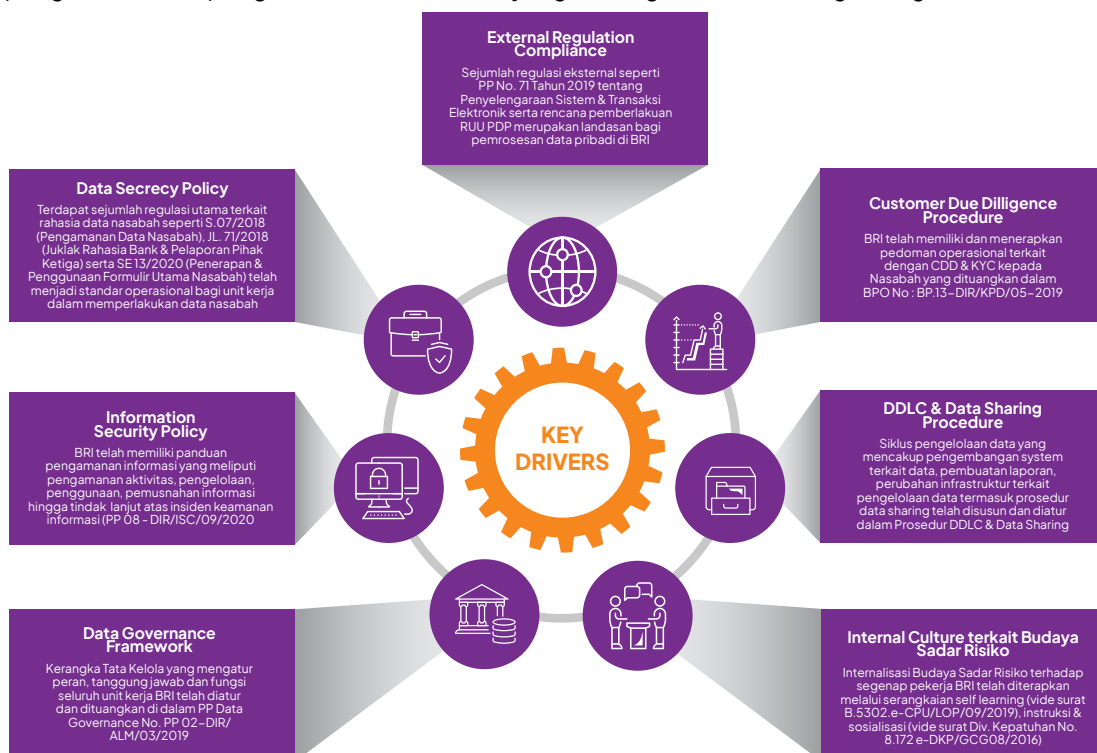 External Regulation
Compliance
Sejumlah regulasi eksternal seperti
PP No. 71 Tahun 2019 tentang
Penyelengaraan Sistem & Transaksi
Elektronik serta rencana pemberlakuan
RUU PDP merupakan landasan bagi
pemrosesan data pribadi di BRI
Data Secrecy Policy
Terdapat sejumlah regulasi utama terkait
rahasia data nasabah seperti S.07/2018
(Pengamanan Data Nasabah), JL. 71/2018
(Juklak Rahasia Bank & Pelaporan Pihak
Ketiga) serta SE 13/2020 (Penerapan &
Penggunaan Formulir Utama Nasabah) telah
menjadi standar operasional bagi unit kerja
dalam memperlakukan data nasabah
Customer Due Dilligence
Procedure
BRI telah memiliki dan menerapkan
pedoman operasional terkait
dengan CDD & KYC kepada
Nasabah yang dituangkan dalam
BPO No : BP.13-DIR/KPD/05-2019
Information
Security Policy
BRI telah memiliki panduan
pengamanan informasi yang meliputi
pengamanan aktivitas, pengelolaan,
penggunaan, pemusnahan informasi
hingga tindak lanjut atas insiden keamanan
informasi (PP 08 - DIR/ISC/09/2020
KEY
DRIVERS
DDLC & Data Sharing
Procedure
Siklus pengelolaan data yang
mencakup pengembangan system
terkait data, pembuatan laporan,
perubahan infrastruktur terkait
pengelolaan data termasuk prosedur
data sharing telah disusun dan diatur
dalam Prosedur DDLC & Data Sharing
Data Governance
Framework
Kerangka Tata Kelola yang mengatur
peran, tanggung jawab dan fungsi
seluruh unit kerja BRI telah diatur
dan dituangkan di dalam PP Data
Governance No. PP 02-DIR/
ALM/03/2019
Internal Culture terkait Budaya
Sadar Risiko
Internalisasi Budaya Sadar Risiko terhadap
segenap pekerja BRI telah diterapkan
melalui serangkaian self learning (vide surat
B.5302.e-CPU/LOP/09/2019), instruksi &
sosialisasi (vide surat Div. Kepatuhan No.
8.172 e-DKP/GCG08/2016)